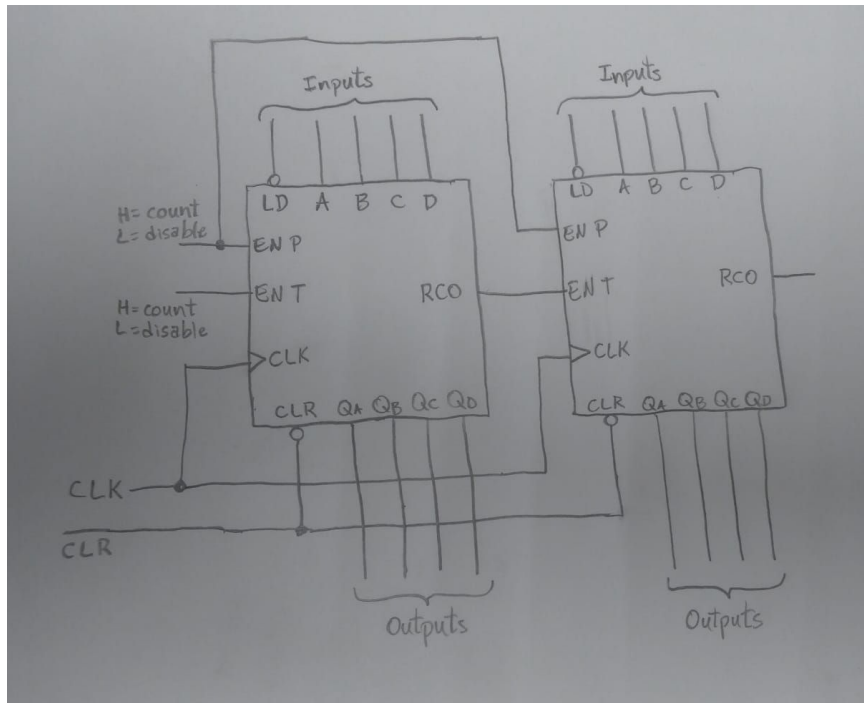 Inputs
Inputs
LD A B C D
LD A B C D
H= count
L= disable
EN P
EN P
EN T
RCO
EN T
RCO
H= count
L= disable
CLK
CLK
CLR QA QB QC QD
CLR QA QB QC QD
CLK
CLR
Outputs
Outputs